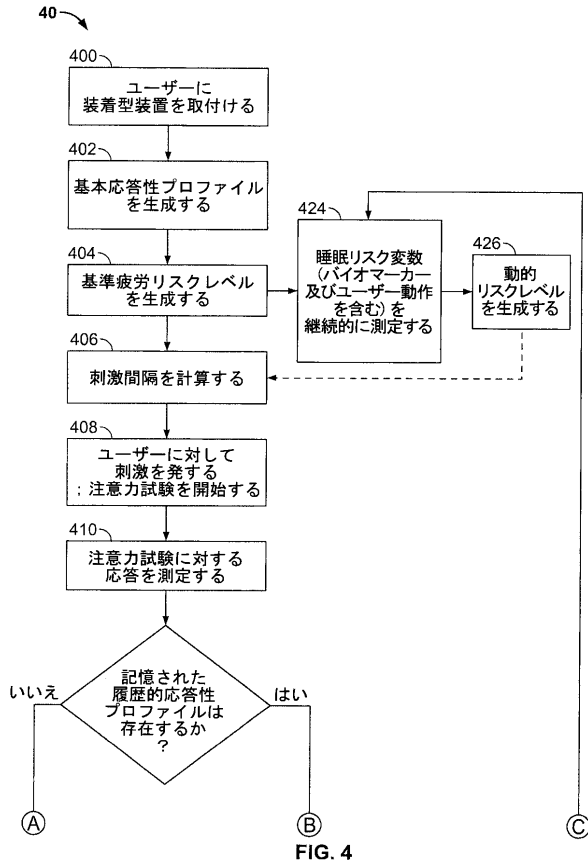 40
400
ユーザーに
装着型装置を取付ける
402
基本応答性プロファイル
を生成する
404
基準疲労リスクレベル
を生成する
424
睡眠リスク変数
(バイオマーカー
及びユーザー動作
を含む)を
継続的に測定する
426
動的
リスクレベル
を生成する
406
刺激間隔を計算する
408
ユーザーに対して
刺激を発する
;注意力試験を開始する
410
注意力試験に対する
応答を測定する
記憶された
履歴的応答性
プロファイルは
存在するか
?
いいえ
はい
A
B
C
FIG. 4